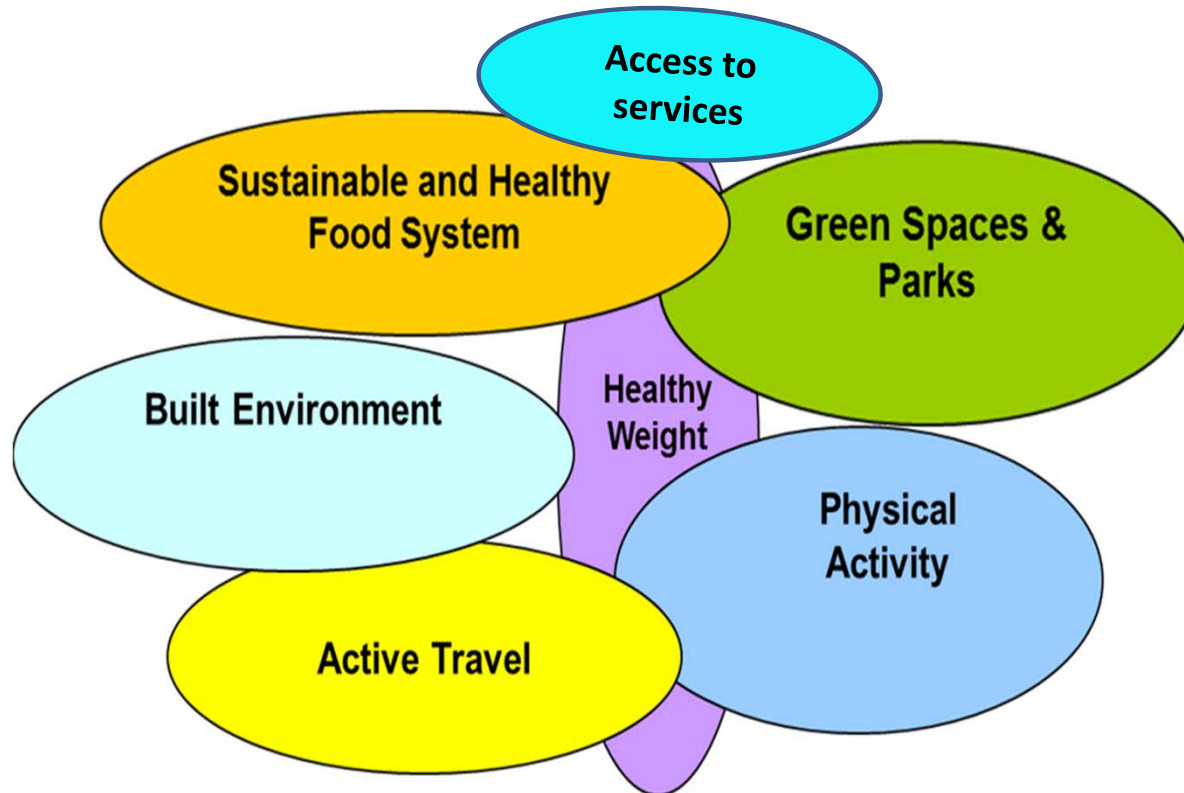 Access to
services
Sustainable and Healthy
Food System
Green Spaces &
Parks
Healthy
Weight
Built Environment
Physical
Activity
Active Travel